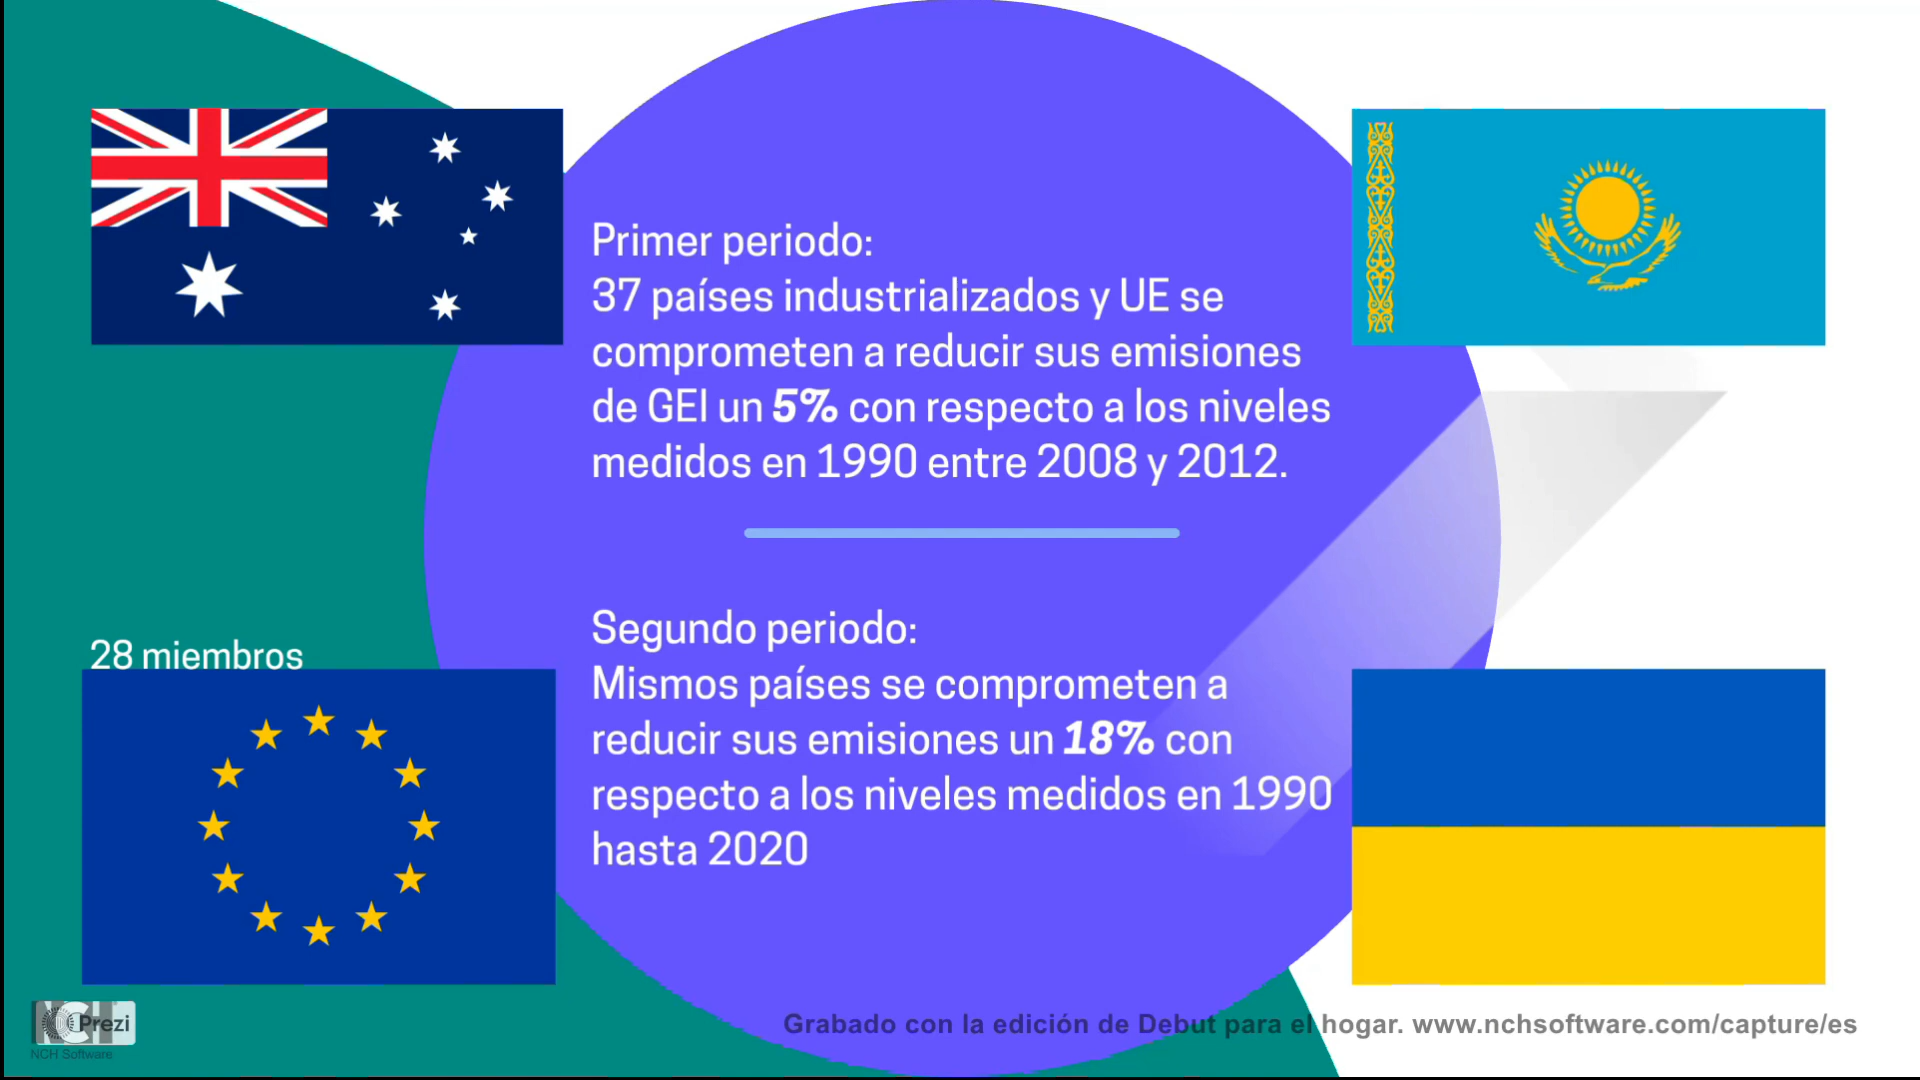 Primer periodo:
37 países industrializados y UE se
comprometen a reducir sus emisiones
de GEI un 5% con respecto a los niveles
medidos en 1990 entre 2008 y 2012.
Segundo periodo:
Mismos países se comprometen a
reducir sus emisiones un 18% con
respecto a los niveles medidos en 1990
hasta 2020
28 miembros
NCH
Prezi
NCH Software
Grabado con la edición de Debut para el hogar. www.nchsoftware.com/capture/es